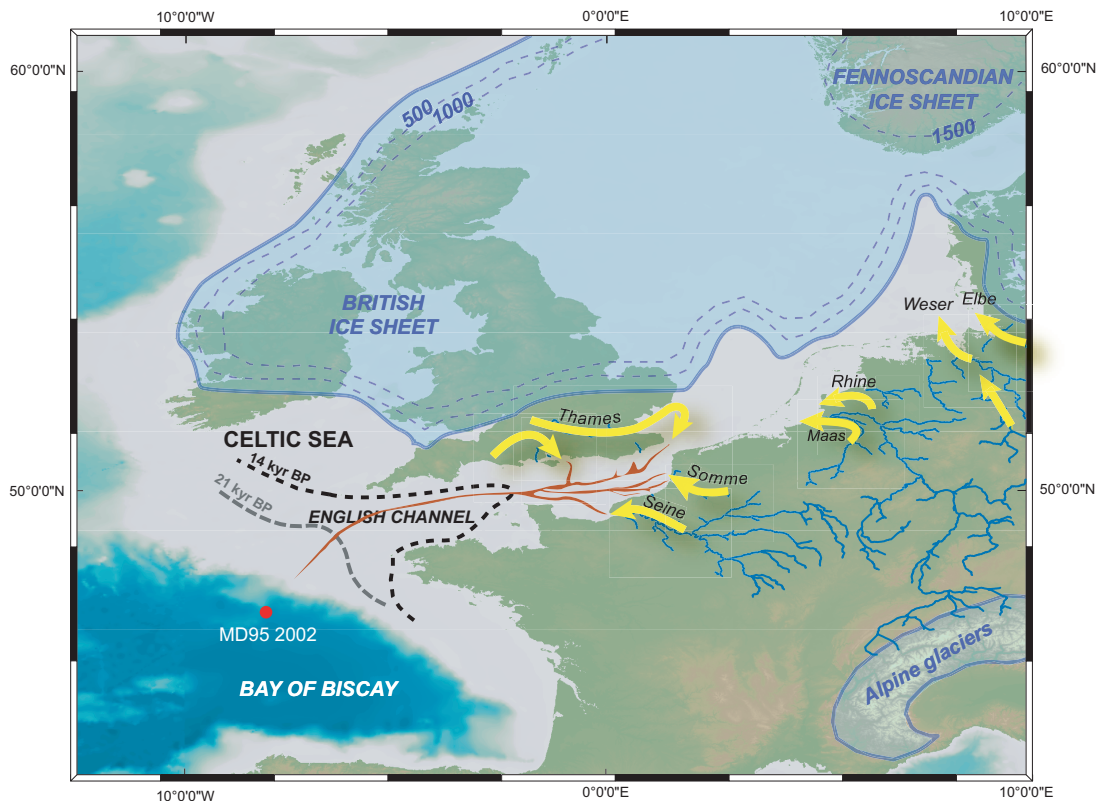 10°0'0"W 0°0'0"E 10°0'0"E
60°0'0"N 60°0'0"N
FENNOSCANDIAN
ICE SHEET
500 1000
1500
BRITISH
ICE SHEET
Weser Elbe
Rhine
Thames
Maas
CELTIC SEA
14 kyr BP
Somme
21 kyr BP
50°0'0"N 50°0'0"N
Seine
ENGLISH CHANNEL
MD95 2002
Alpine glaciers
BAY OF BISCAY
10°0'0"W 0°0'0"E 10°0'0"E